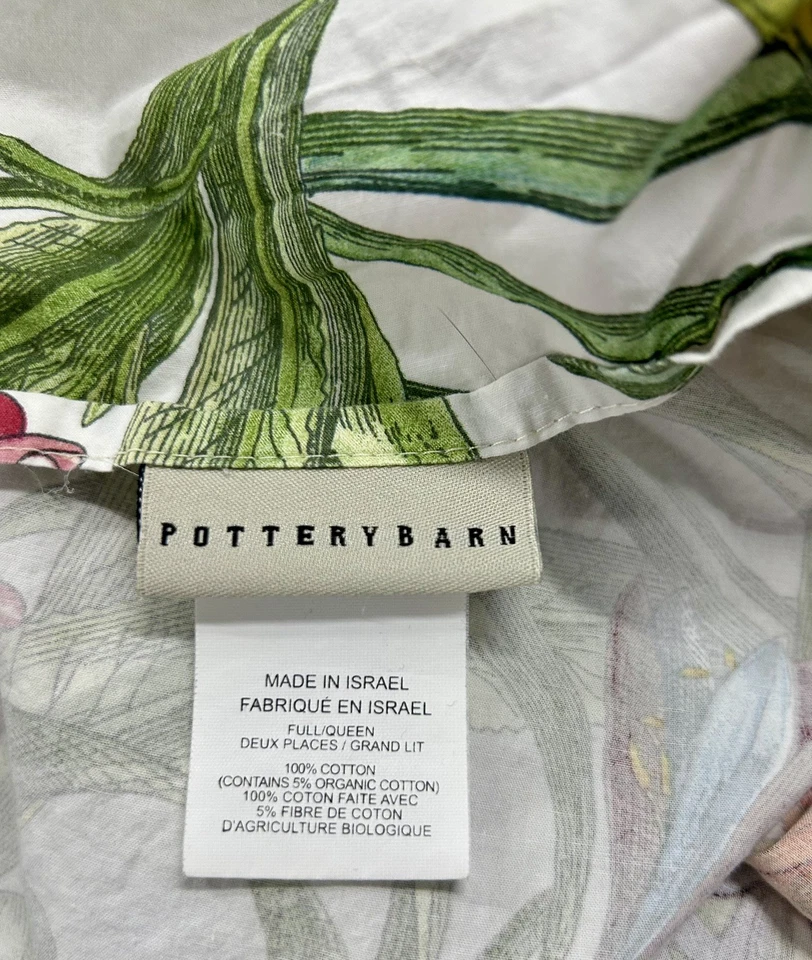 POTTERYBARN
MADE IN ISRAEL
FABRIQUÉ EN ISRAEL
FULL/QUEEN
DEUX PLACES / GRAND LIT
100% COTTON
(CONTAINS 5% ORGANIC COTTON)
100% COTON FAITE AVEC
5% FIBRE DE COTON
D'AGRICULTURE BIOLOGIQUE